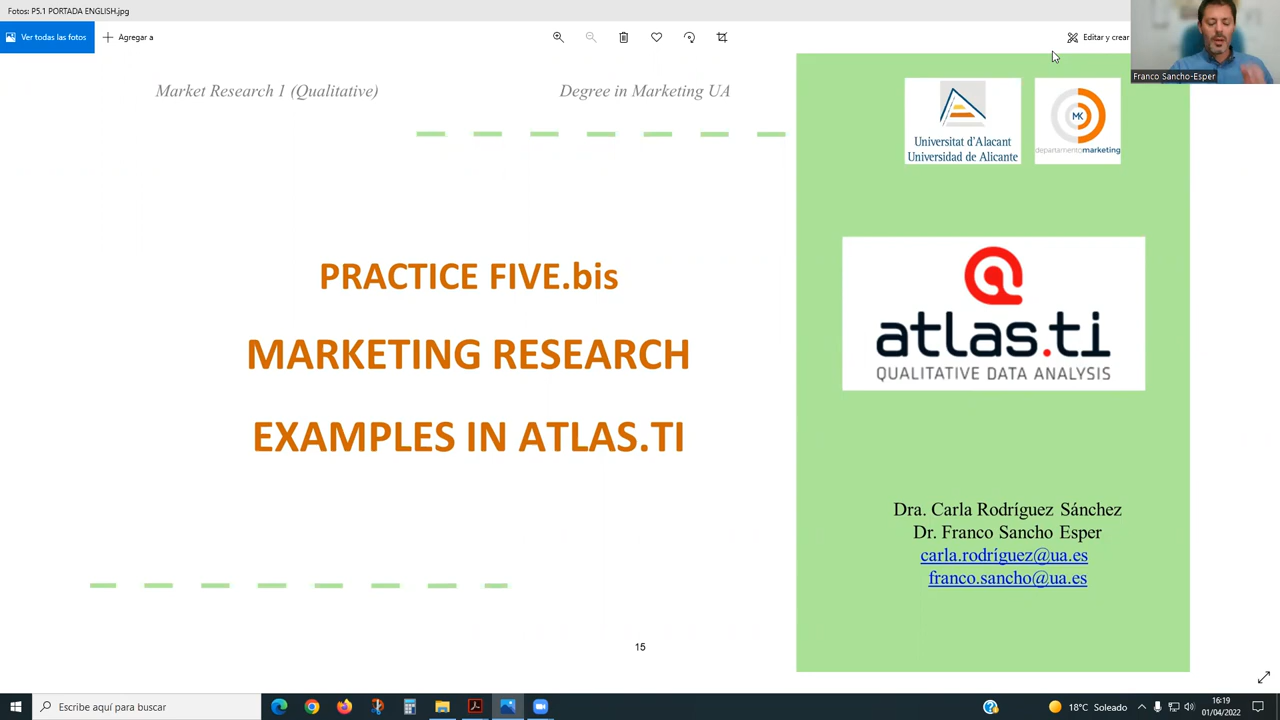 Fotos: P5.1 PORTADA ENGLISH.jpg
Ver todas las fotos
Agregar a
Editar y crear
Franco Sancho-Esper
Market Research 1 (Qualitative)
Degree in Marketing UA
Universitat d'Alacant
Universidad de Alicante
MK
departamentomarketing
PRACTICE FIVE.bis
MARKETING RESEARCH
EXAMPLES IN ATLAS.TI
atlas.ti
QUALITATIVE DATA ANALYSIS
Dra. Carla Rodríguez Sánchez
Dr. Franco Sancho Esper
carla.rodríguez@ua.es
franco.sancho@ua.es
15
Escribe aquí para buscar
18°C Soleado
16:19
01/04/2022